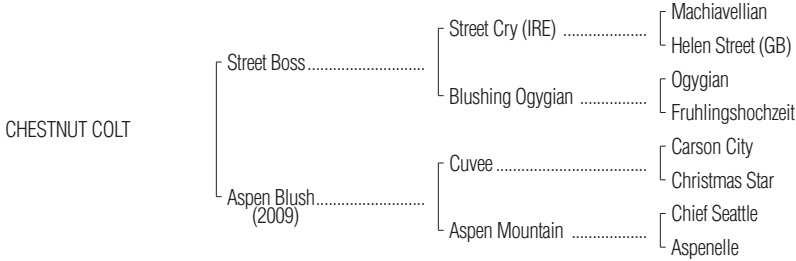 Machiavellian
Street Cry (IRE) ....................
Helen Street (GB)
Street Boss............................
Ogygian
Blushing Ogygian ................
Fruhlingshochzeit
CHESTNUT COLT
Carson City
Cuvee ....................................
Christmas Star
Aspen Blush..........................
(2009)
Chief Seattle
Aspen Mountain ..................
Aspenelle